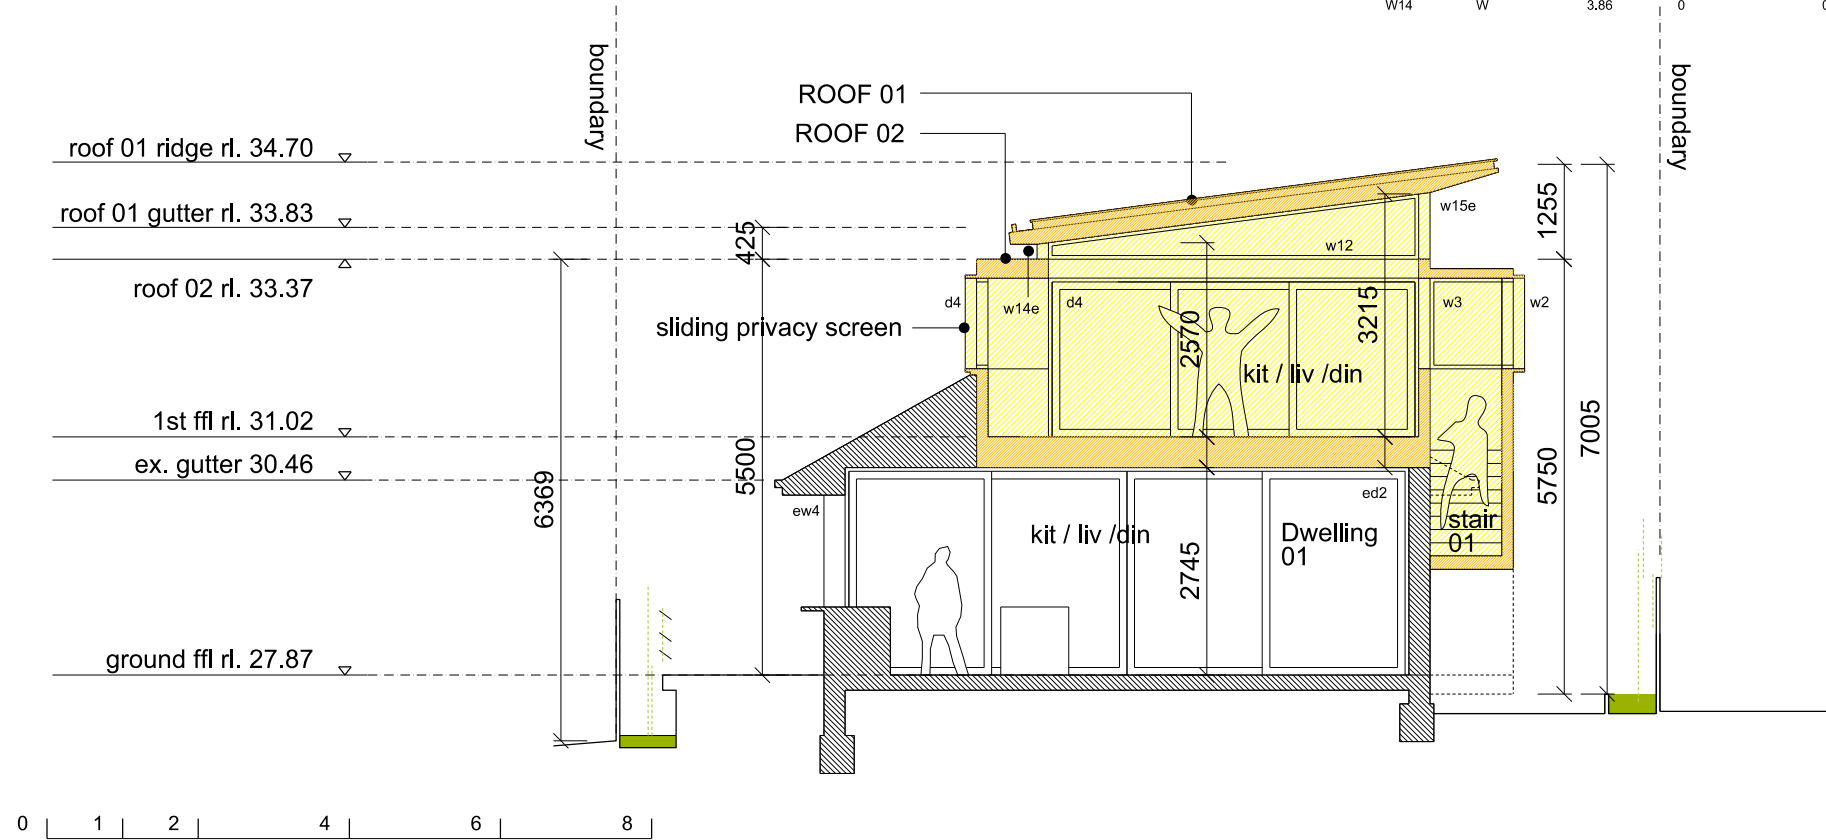 W14 W 3.86 0
boundary
boundary
ROOF 01
ROOF 02
roof 01 ridge rl. 34.70
roof 01 gutter rl. 33.83
roof 02 rl. 33.37
1st ffl rl. 31.02
ex. gutter 30.46
ground ffl rl. 27.87
sliding privacy screen
425
5500
6369
1255
5750
7005
w15e
w12
d4
w14e
d4
w3
w2
2570
3215
kit / liv /din
ew4
kit / liv /din
2745
ed2
Dwelling
01
stair
01
0 1 2 4 6 8